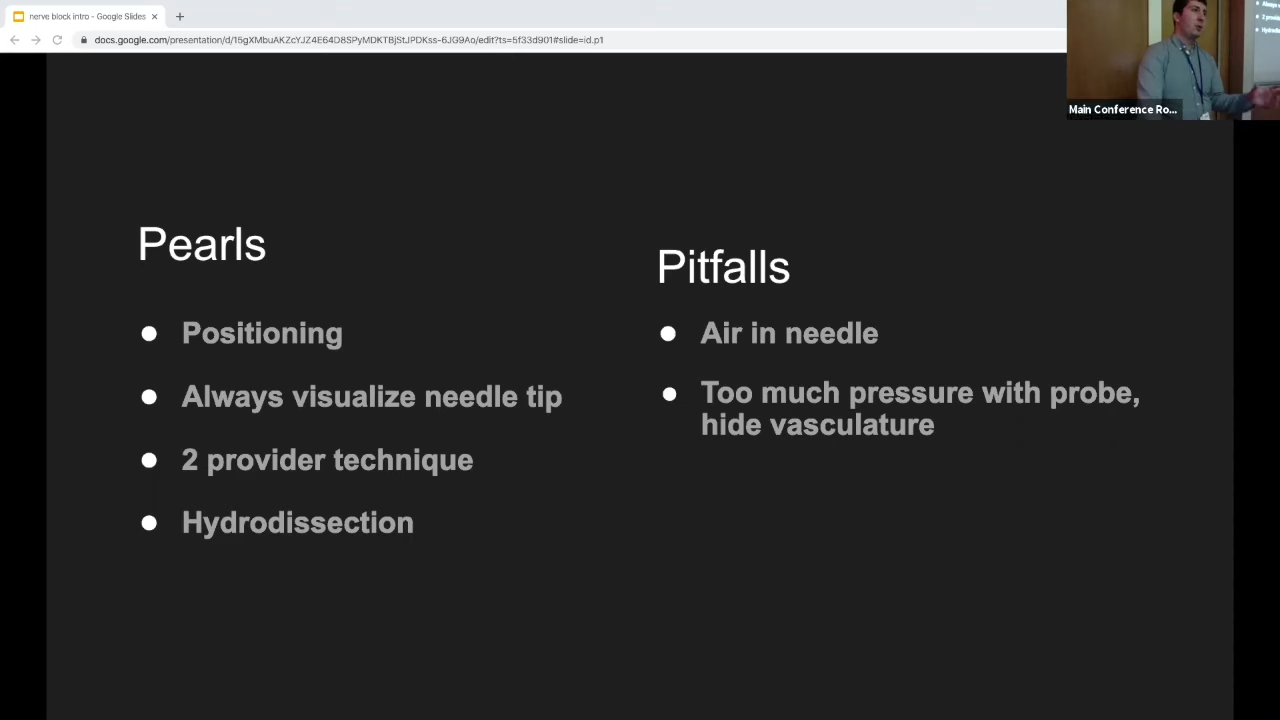 nerve block intro - Google Slides
docs.google.com/presentation/d/15gXMbuAKZcYJZ4E64D8SPyMDKTBjStJPDKss-6JG9Ao/edit?ts=5f33d901#slide=id.p1
Main Conference Ro...
Pearls
Positioning
Always visualize needle tip
2 provider technique
Hydrodissection
Pitfalls
Air in needle
Too much pressure with probe,
hide vasculature